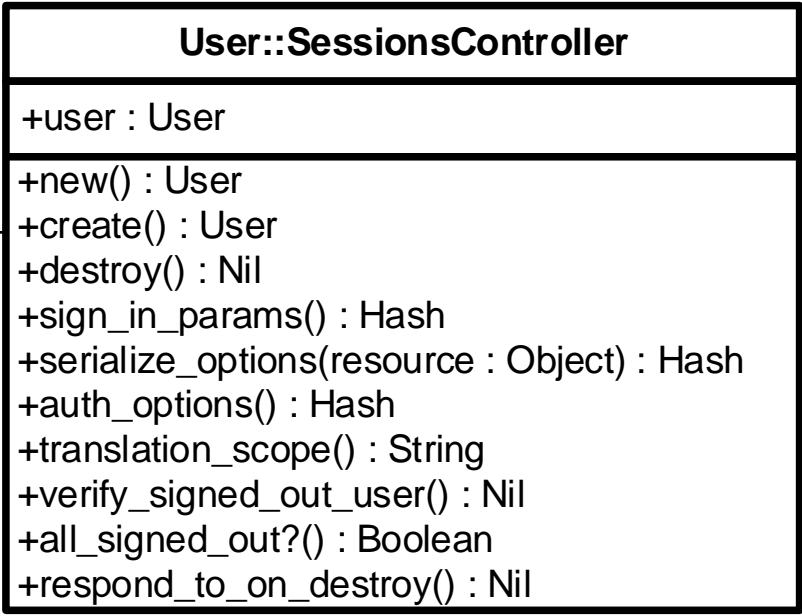 User::SessionsController
+user : User
+new() : User
+create() : User
+destroy() : Nil
+sign_in_params() : Hash
+serialize_options(resource : Object) : Hash
+auth_options() : Hash
+translation_scope() : String
+verify_signed_out_user() : Nil
+all_signed_out?() : Boolean
+respond_to_on_destroy() : Nil